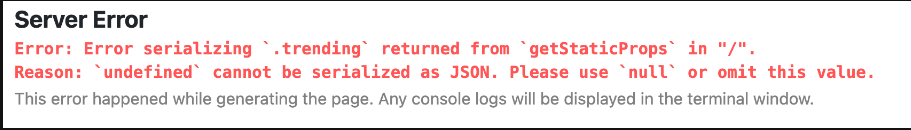 Server Error
Error: Error serializing `.trending` returned from `getStaticProps` in "/".
Reason: `undefined` cannot be serialized as JSON. Please use `null` or omit this value.
This error happened while generating the page. Any console logs will be displayed in the terminal window.